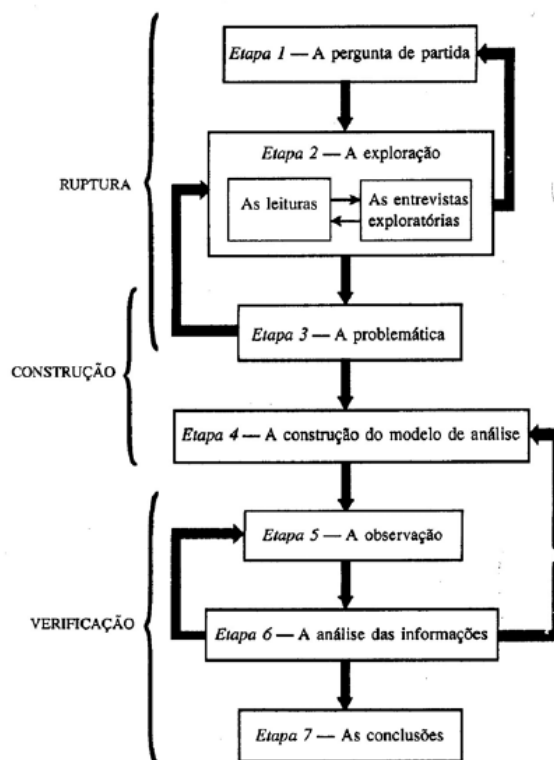 Etapa 1 — A pergunta de partida
Etapa 2 — A exploração
RUPTURA
As leituras
As entrevistas
exploratórias
Etapa 3 — A problemática
CONSTRUÇÃO
Etapa 4 — A construção do modelo de análise
Etapa 5 — A observação
VERIFICAÇÃO
Etapa 6 — A análise das informações
Etapa 7 — As conclusões